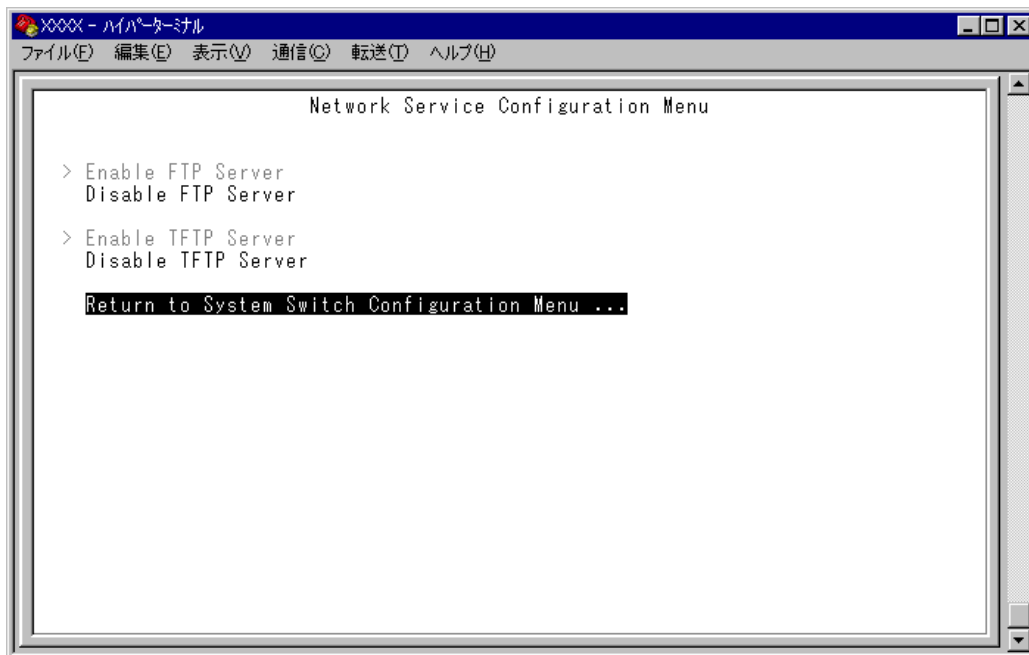 XXXX - ﾊｲﾊﾟｰﾀｰﾐﾅﾙ
ファイル(F) 編集(E) 表示(V) 通信(C) 転送(T) ヘルプ(H)
Network Service Configuration Menu
> Enable FTP Server
Disable FTP Server
> Enable TFTP Server
Disable TFTP Server
Return to System Switch Configuration Menu ...